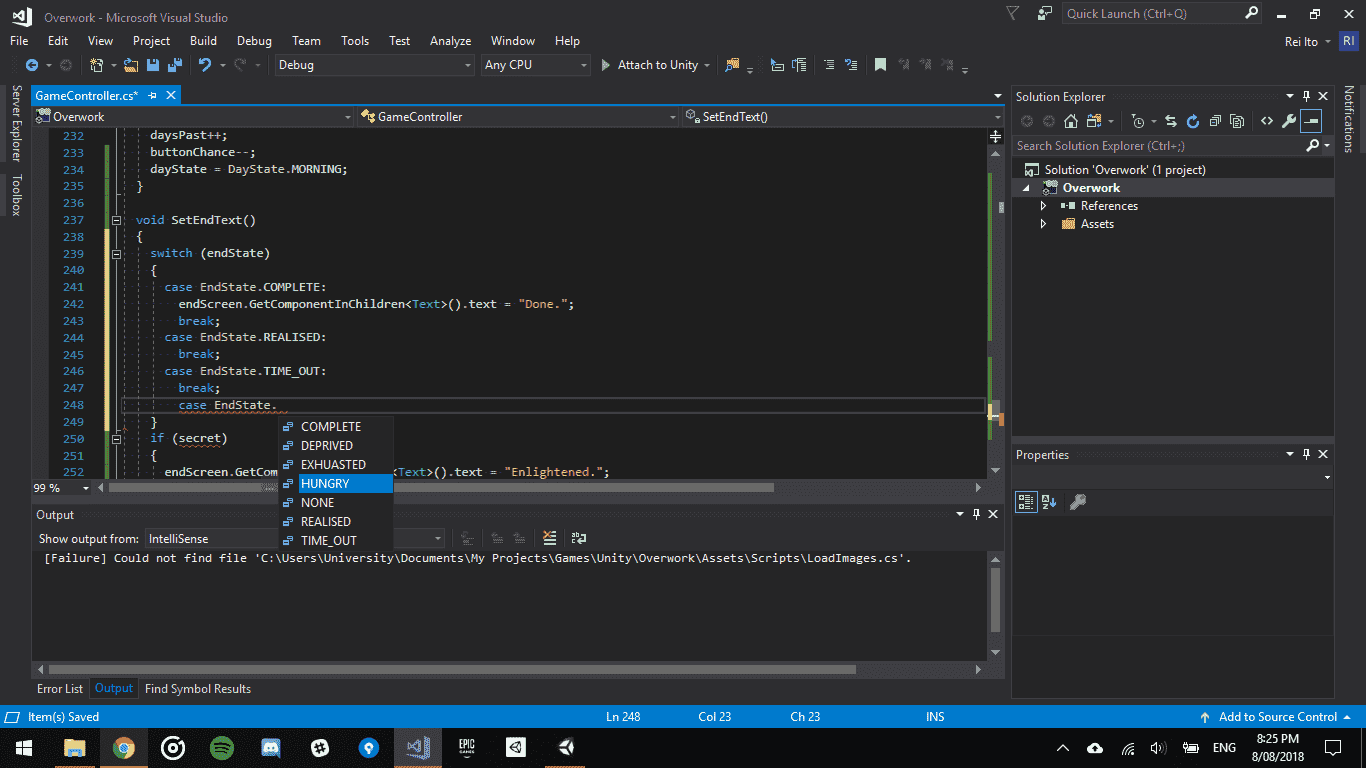 Overwork - Microsoft Visual Studio
Quick Launch (Ctrl+Q)
File Edit View Project Build Debug Team Tools Test Analyze Window Help
Rei Ito RI
Debug Any CPU Attach to Unity
Server Explorer
Toolbox
GameController.cs*
Overwork GameController SetEndText()
232 daysPast++;
233 buttonChance--;
234 dayState = DayState.MORNING;
235 }
236
237 void SetEndText()
238 {
239 switch (endState)
240 {
241 case EndState.COMPLETE:
242 endScreen.GetComponentInChildren<Text>().text = "Done.";
243 break;
244 case EndState.REALISED:
245 break;
246 case EndState.TIME_OUT:
247 break;
248 case EndState.
249 }
250 if (secret)
251 {
252 endScreen.GetCom <Text>().text = "Enlightened.";
COMPLETE
DEPRIVED
EXHUASTED
HUNGRY
NONE
REALISED
TIME_OUT
99 %
Output
Show output from: IntelliSense
[Failure] Could not find file 'C:\Users\University\Documents\My Projects\Games\Unity\Overwork\Assets\Scripts\LoadImages.cs'.
Error List Output Find Symbol Results
Solution Explorer
Search Solution Explorer (Ctrl+;)
Solution 'Overwork' (1 project)
Overwork
References
Assets
Properties
Notifications
Item(s) Saved Ln 248 Col 23 Ch 23 INS Add to Source Control
EPIC GAMES
ENG
8:25 PM
8/08/2018